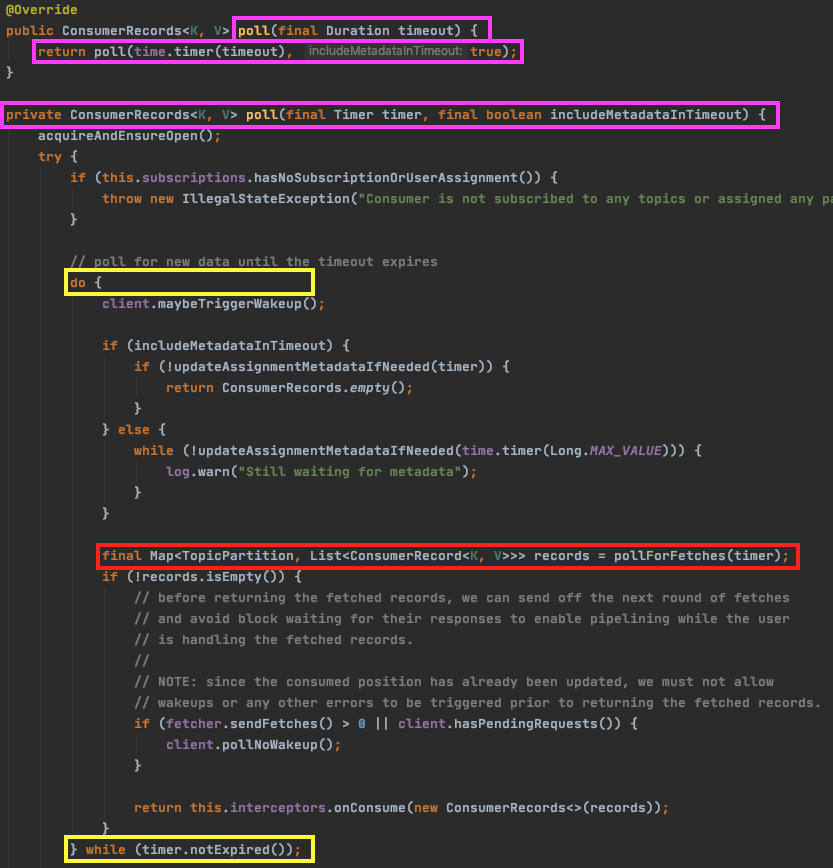 @Override
public ConsumerRecords<K, V> poll(final Duration timeout) {
    return poll(time.timer(timeout), includeMetadataInTimeout: true);
}

private ConsumerRecords<K, V> poll(final Timer timer, final boolean includeMetadataInTimeout) {
    acquireAndEnsureOpen();
    try {
        if (this.subscriptions.hasNoSubscriptionOrUserAssignment()) {
            throw new IllegalStateException("Consumer is not subscribed to any topics or assigned any
        }

        // poll for new data until the timeout expires
        do {
            client.maybeTriggerWakeup();

            if (includeMetadataInTimeout) {
                if (!updateAssignmentMetadataIfNeeded(timer)) {
                    return ConsumerRecords.empty();
                }
            } else {
                while (!updateAssignmentMetadataIfNeeded(time.timer(Long.MAX_VALUE))) {
                    log.warn("Still waiting for metadata");
                }
            }

            final Map<TopicPartition, List<ConsumerRecord<K, V>>> records = pollForFetches(timer);
            if (!records.isEmpty()) {
                // before returning the fetched records, we can send off the next round of fetches
                // and avoid block waiting for their responses to enable pipelining while the user
                // is handling the fetched records.
                //
                // NOTE: since the consumed position has already been updated, we must not allow
                // wakeups or any other errors to be triggered prior to returning the fetched records.
                if (fetcher.sendFetches() > 0 || client.hasPendingRequests()) {
                    client.pollNoWakeup();
                }

                return this.interceptors.onConsume(new ConsumerRecords<>(records));
            }
        } while (timer.notExpired());